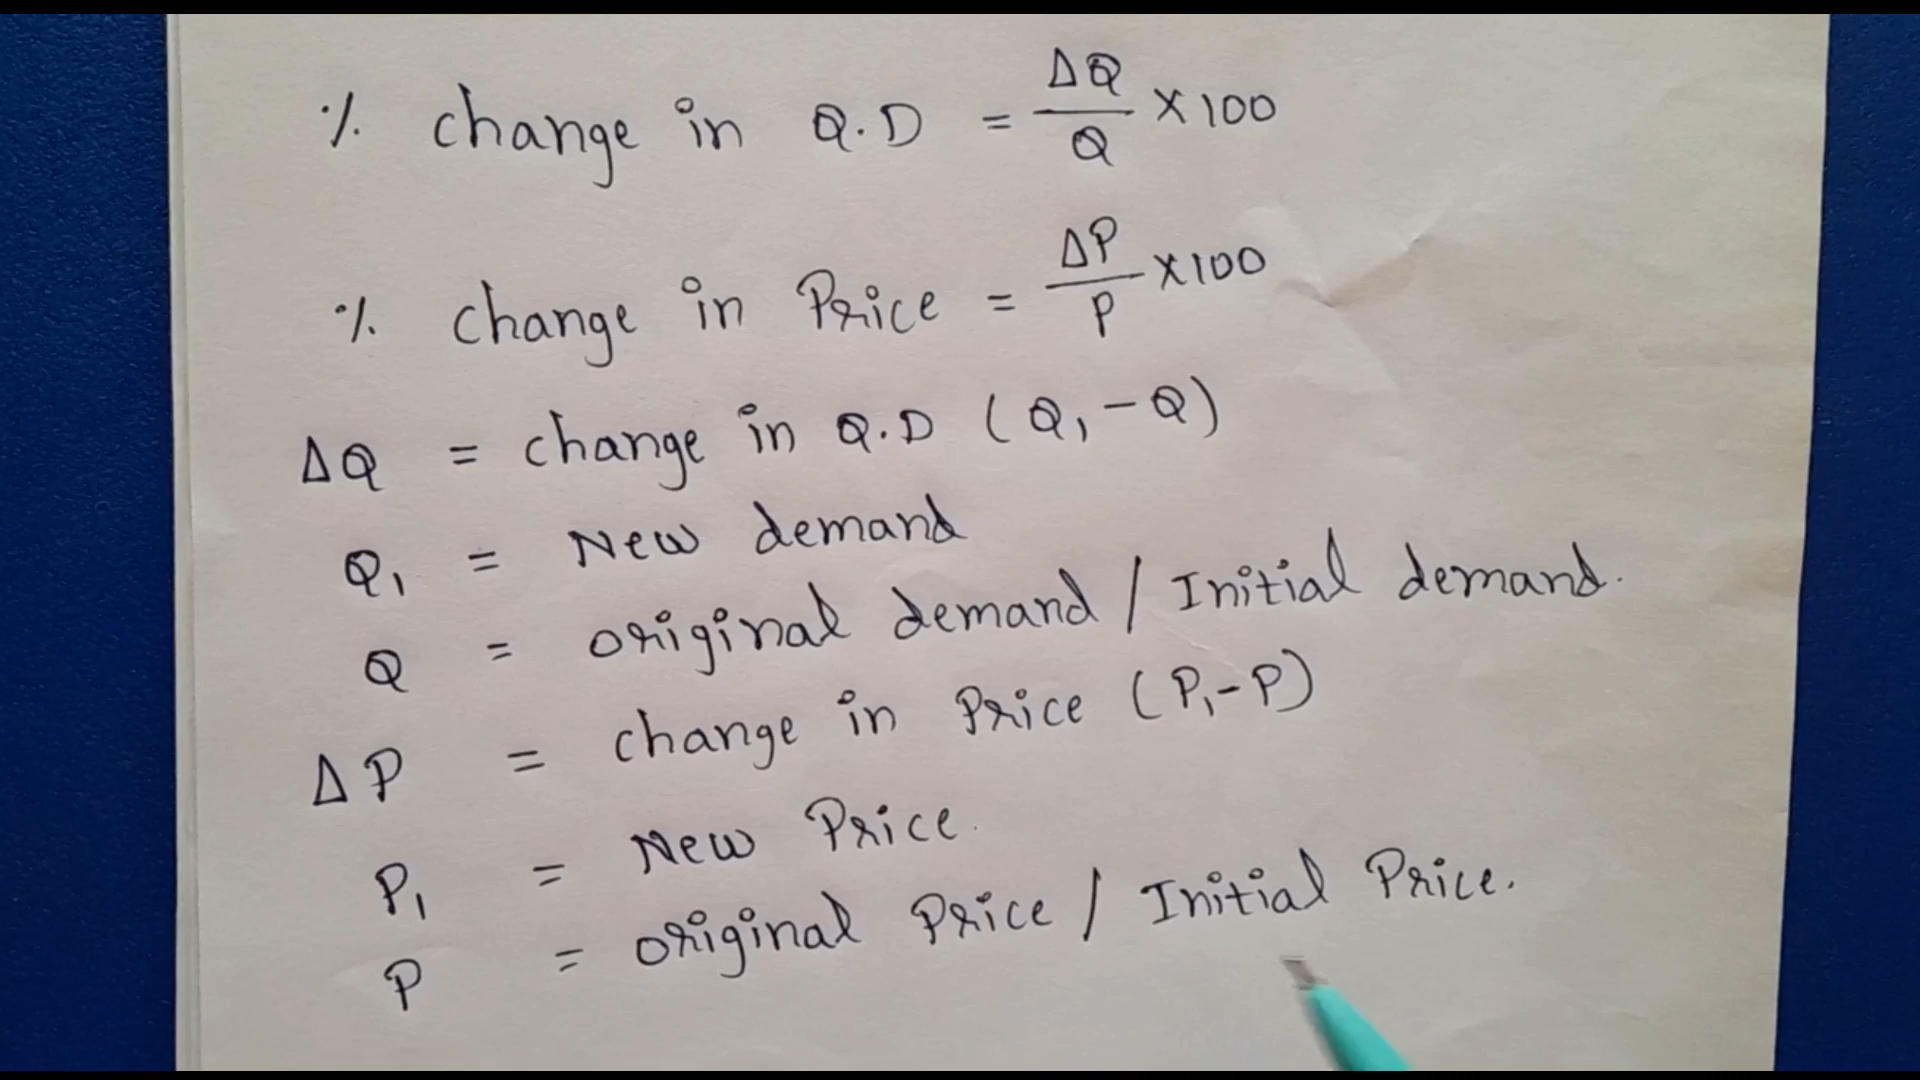 % change in Q.D = ΔQ/Q × 100
% change in Price = ΔP/P × 100
ΔQ = change in Q.D (Q₁ - Q)
Q₁ = New demand
Q = original demand / Initial demand.
ΔP = change in Price (P₁ - P)
P₁ = New Price.
P = original Price / Initial Price.